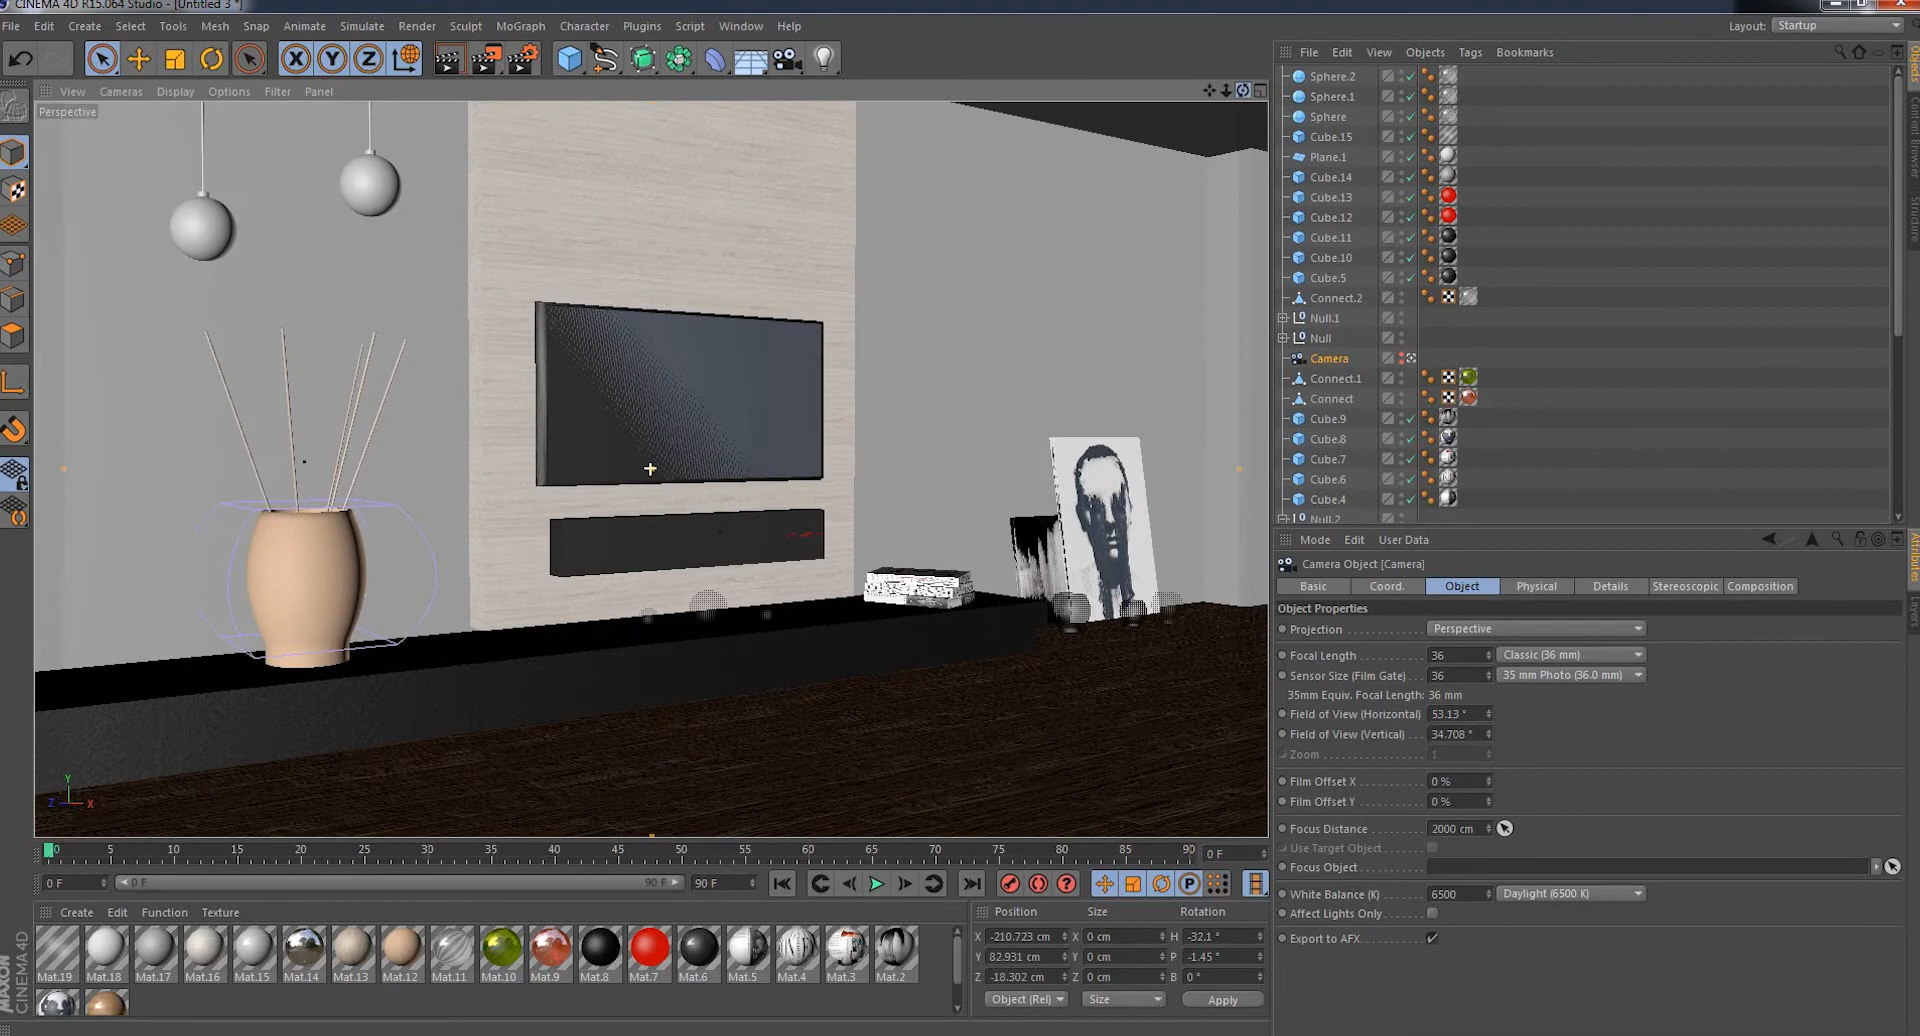 CINEMA 4D R15.064 Studio - [Untitled 3 *]
File Edit Create Select Tools Mesh Snap Animate Simulate Render Sculpt MoGraph Character Plugins Script Window Help
Layout: Startup
View Cameras Display Options Filter Panel
Perspective
File Edit View Objects Tags Bookmarks
Sphere.2
Sphere.1
Sphere
Cube.15
Plane.1
Cube.14
Cube.13
Cube.12
Cube.11
Cube.10
Cube.5
Connect.2
Null.1
Null
Camera
Connect.1
Connect
Cube.9
Cube.8
Cube.7
Cube.6
Cube.4
Null.2
Objects
Content Browser
Structure
Mode Edit User Data
Camera Object [Camera]
Basic Coord. Object Physical Details Stereoscopic Composition
Object Properties
Projection Perspective
Focal Length 36 Classic (36 mm)
Sensor Size (Film Gate) 36 35 mm Photo (36.0 mm)
35mm Equiv. Focal Length: 36 mm
Field of View (Horizontal) 53.13 °
Field of View (Vertical) 34.708 °
Zoom 1
Film Offset X 0 %
Film Offset Y 0 %
Focus Distance 2000 cm
Use Target Object
Focus Object
White Balance (K) 6500 Daylight (6500 K)
Affect Lights Only
Export to AFX
Attributes
Layers
Y
Z X
0 5 10 15 20 25 30 35 40 45 50 55 60 65 70 75 80 85 90 0 F
0 F 0 F 90 F 90 F
Create Edit Function Texture
Mat.19 Mat.18 Mat.17 Mat.16 Mat.15 Mat.14 Mat.13 Mat.12 Mat.11 Mat.10 Mat.9 Mat.8 Mat.7 Mat.6 Mat.5 Mat.4 Mat.3 Mat.2
Position Size Rotation
X -210.723 cm X 0 cm H -32.1 °
Y 82.931 cm Y 0 cm P -1.45 °
Z -18.302 cm Z 0 cm B 0 °
Object (Rel) Size Apply
MAXON
CINEMA 4D